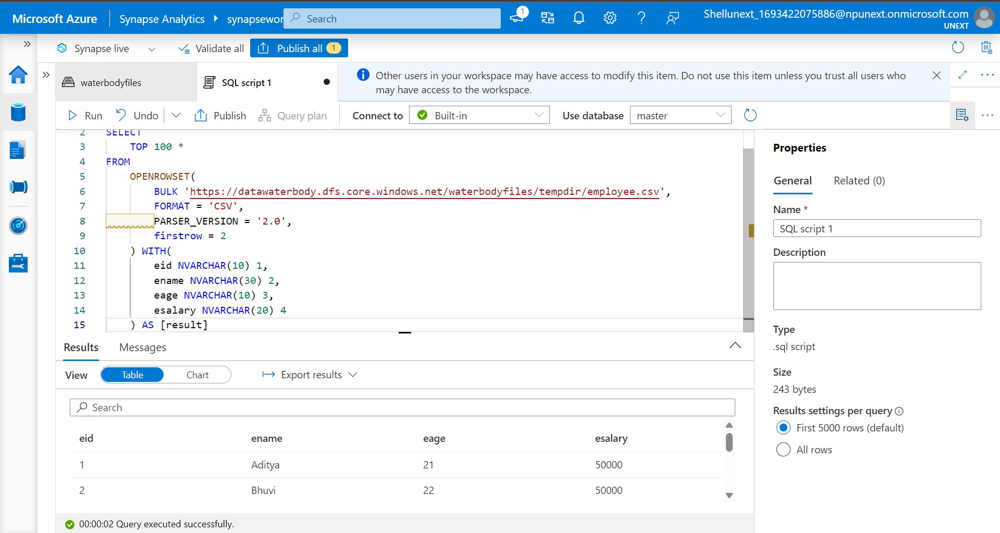 Microsoft Azure
Synapse Analytics
synapsewor
Search
1
Shellunext_1693422075886@npunext.onmicrosoft.com
UNEXT
Synapse live
Validate all
Publish all 1
waterbodyfiles
SQL script 1
Other users in your workspace may have access to modify this item. Do not use this item unless you trust all users who
may have access to the workspace.
Run
Undo
Publish
Query plan
Connect to
Built-in
Use database
master
2 SELECT
3 TOP 100 *
4 FROM
5 OPENROWSET(
6 BULK 'https://datawaterbody.dfs.core.windows.net/waterbodyfiles/tempdir/employee.csv',
7 FORMAT = 'CSV',
8 PARSER_VERSION = '2.0',
9 firstrow = 2
10 ) WITH(
11 eid NVARCHAR(10) 1,
12 ename NVARCHAR(30) 2,
13 eage NVARCHAR(10) 3,
14 esalary NVARCHAR(20) 4
15 ) AS [result]
Results
Messages
View
Table
Chart
Export results
Search
eid ename eage esalary
1 Aditya 21 50000
2 Bhuvi 22 50000
00:00:02 Query executed successfully.
Properties
General
Related (0)
Name *
SQL script 1
Description
Type
.sql script
Size
243 bytes
Results settings per query
First 5000 rows (default)
All rows